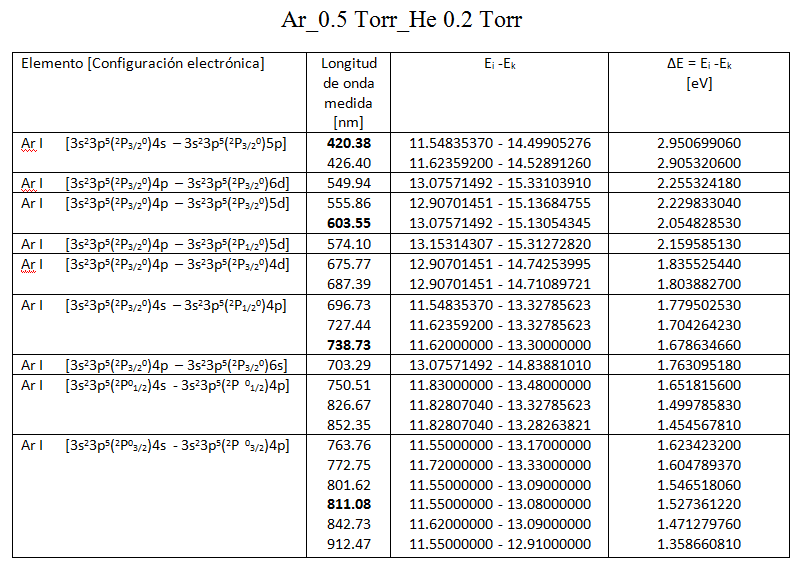 Ar_0.5 Torr_He 0.2 Torr
Elemento [Configuración electrónica] Longitud de onda medida [nm] Eᵢ -Eₖ ΔE = Eᵢ -Eₖ [eV]
Ar I [3s²3p⁵(²P₃/₂⁰)4s – 3s²3p⁵(²P₃/₂⁰)5p] 420.38 11.54835370 - 14.49905276 2.950699060
426.40 11.62359200 - 14.52891260 2.905320600
Ar I [3s²3p⁵(²P₃/₂⁰)4p – 3s²3p⁵(²P₃/₂⁰)6d] 549.94 13.07571492 - 15.33103910 2.255324180
Ar I [3s²3p⁵(²P₃/₂⁰)4p – 3s²3p⁵(²P₃/₂⁰)5d] 555.86 12.90701451 - 15.13684755 2.229833040
603.55 13.07571492 - 15.13054345 2.054828530
Ar I [3s²3p⁵(²P₃/₂⁰)4p – 3s²3p⁵(²P₁/₂⁰)5d] 574.10 13.15314307 - 15.31272820 2.159585130
Ar I [3s²3p⁵(²P₃/₂⁰)4p – 3s²3p⁵(²P₃/₂⁰)4d] 675.77 12.90701451 - 14.74253995 1.835525440
687.39 12.90701451 - 14.71089721 1.803882700
Ar I [3s²3p⁵(²P₃/₂⁰)4s – 3s²3p⁵(²P₁/₂⁰)4p] 696.73 11.54835370 - 13.32785623 1.779502530
727.44 11.62359200 - 13.32785623 1.704264230
738.73 11.62000000 - 13.30000000 1.678634660
Ar I [3s²3p⁵(²P₃/₂⁰)4p – 3s²3p⁵(²P₃/₂⁰)6s] 703.29 13.07571492 - 14.83881010 1.763095180
Ar I [3s²3p⁵(²P⁰₁/₂)4s - 3s²3p⁵(²P ⁰₁/₂)4p] 750.51 11.83000000 - 13.48000000 1.651815600
826.67 11.82807040 - 13.32785623 1.499785830
852.35 11.82807040 - 13.28263821 1.454567810
Ar I [3s²3p⁵(²P⁰₃/₂)4s - 3s²3p⁵(²P ⁰₃/₂)4p] 763.76 11.55000000 - 13.17000000 1.623423200
772.75 11.72000000 - 13.33000000 1.604789370
801.62 11.55000000 - 13.09000000 1.546518060
811.08 11.55000000 - 13.08000000 1.527361220
842.73 11.62000000 - 13.09000000 1.471279760
912.47 11.55000000 - 12.91000000 1.358660810